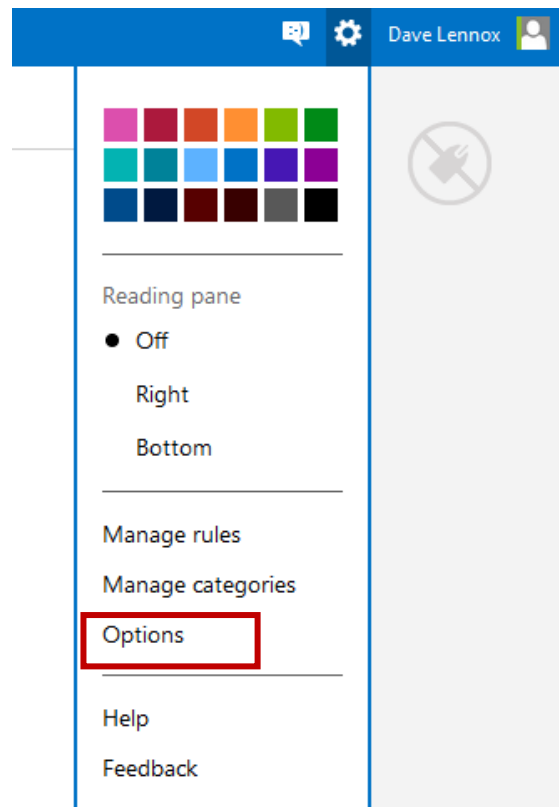 Dave Lennox
Reading pane
Off
Right
Bottom
Manage rules
Manage categories
Options
Help
Feedback